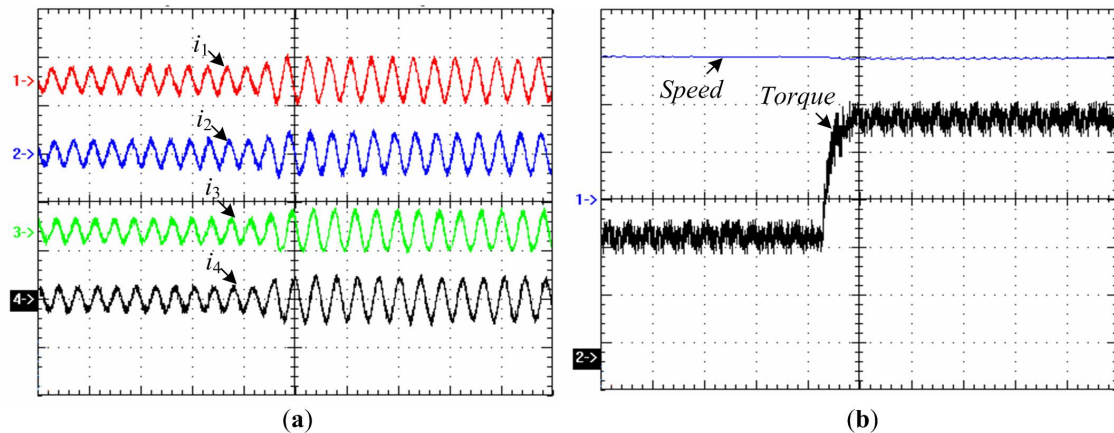 i1
1->
i2
2->
i3
3->
i4
4->
(a)
Speed
Torque
1->
2->
(b)